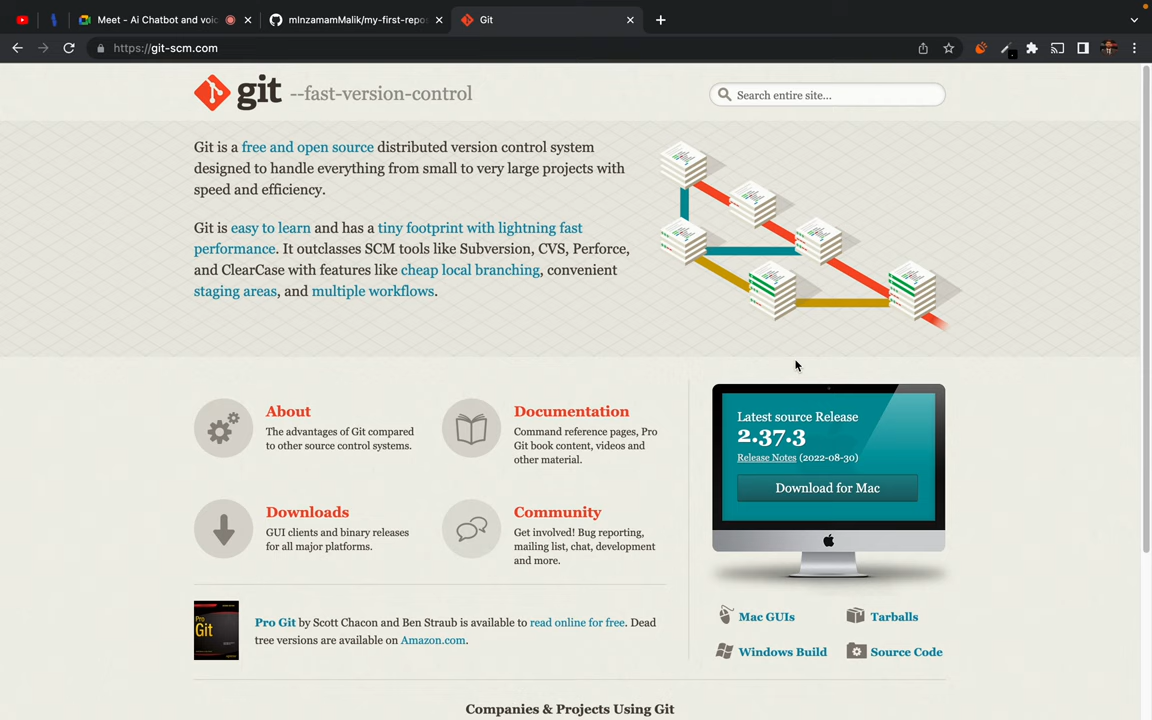 Meet - Ai Chatbot and voic
mInzamamMalik/my-first-repo
Git
https://git-scm.com
git --fast-version-control
Search entire site...
Git is a free and open source distributed version control system
designed to handle everything from small to very large projects with
speed and efficiency.
Git is easy to learn and has a tiny footprint with lightning fast
performance. It outclasses SCM tools like Subversion, CVS, Perforce,
and ClearCase with features like cheap local branching, convenient
staging areas, and multiple workflows.
About
The advantages of Git compared
to other source control systems.
Documentation
Command reference pages, Pro
Git book content, videos and
other material.
Downloads
GUI clients and binary releases
for all major platforms.
Community
Get involved! Bug reporting,
mailing list, chat, development
and more.
Latest source Release
2.37.3
Release Notes (2022-08-30)
Download for Mac
Pro
Git
Pro Git by Scott Chacon and Ben Straub is available to read online for free. Dead
tree versions are available on Amazon.com.
Mac GUIs
Tarballs
Windows Build
Source Code
Companies & Projects Using Git